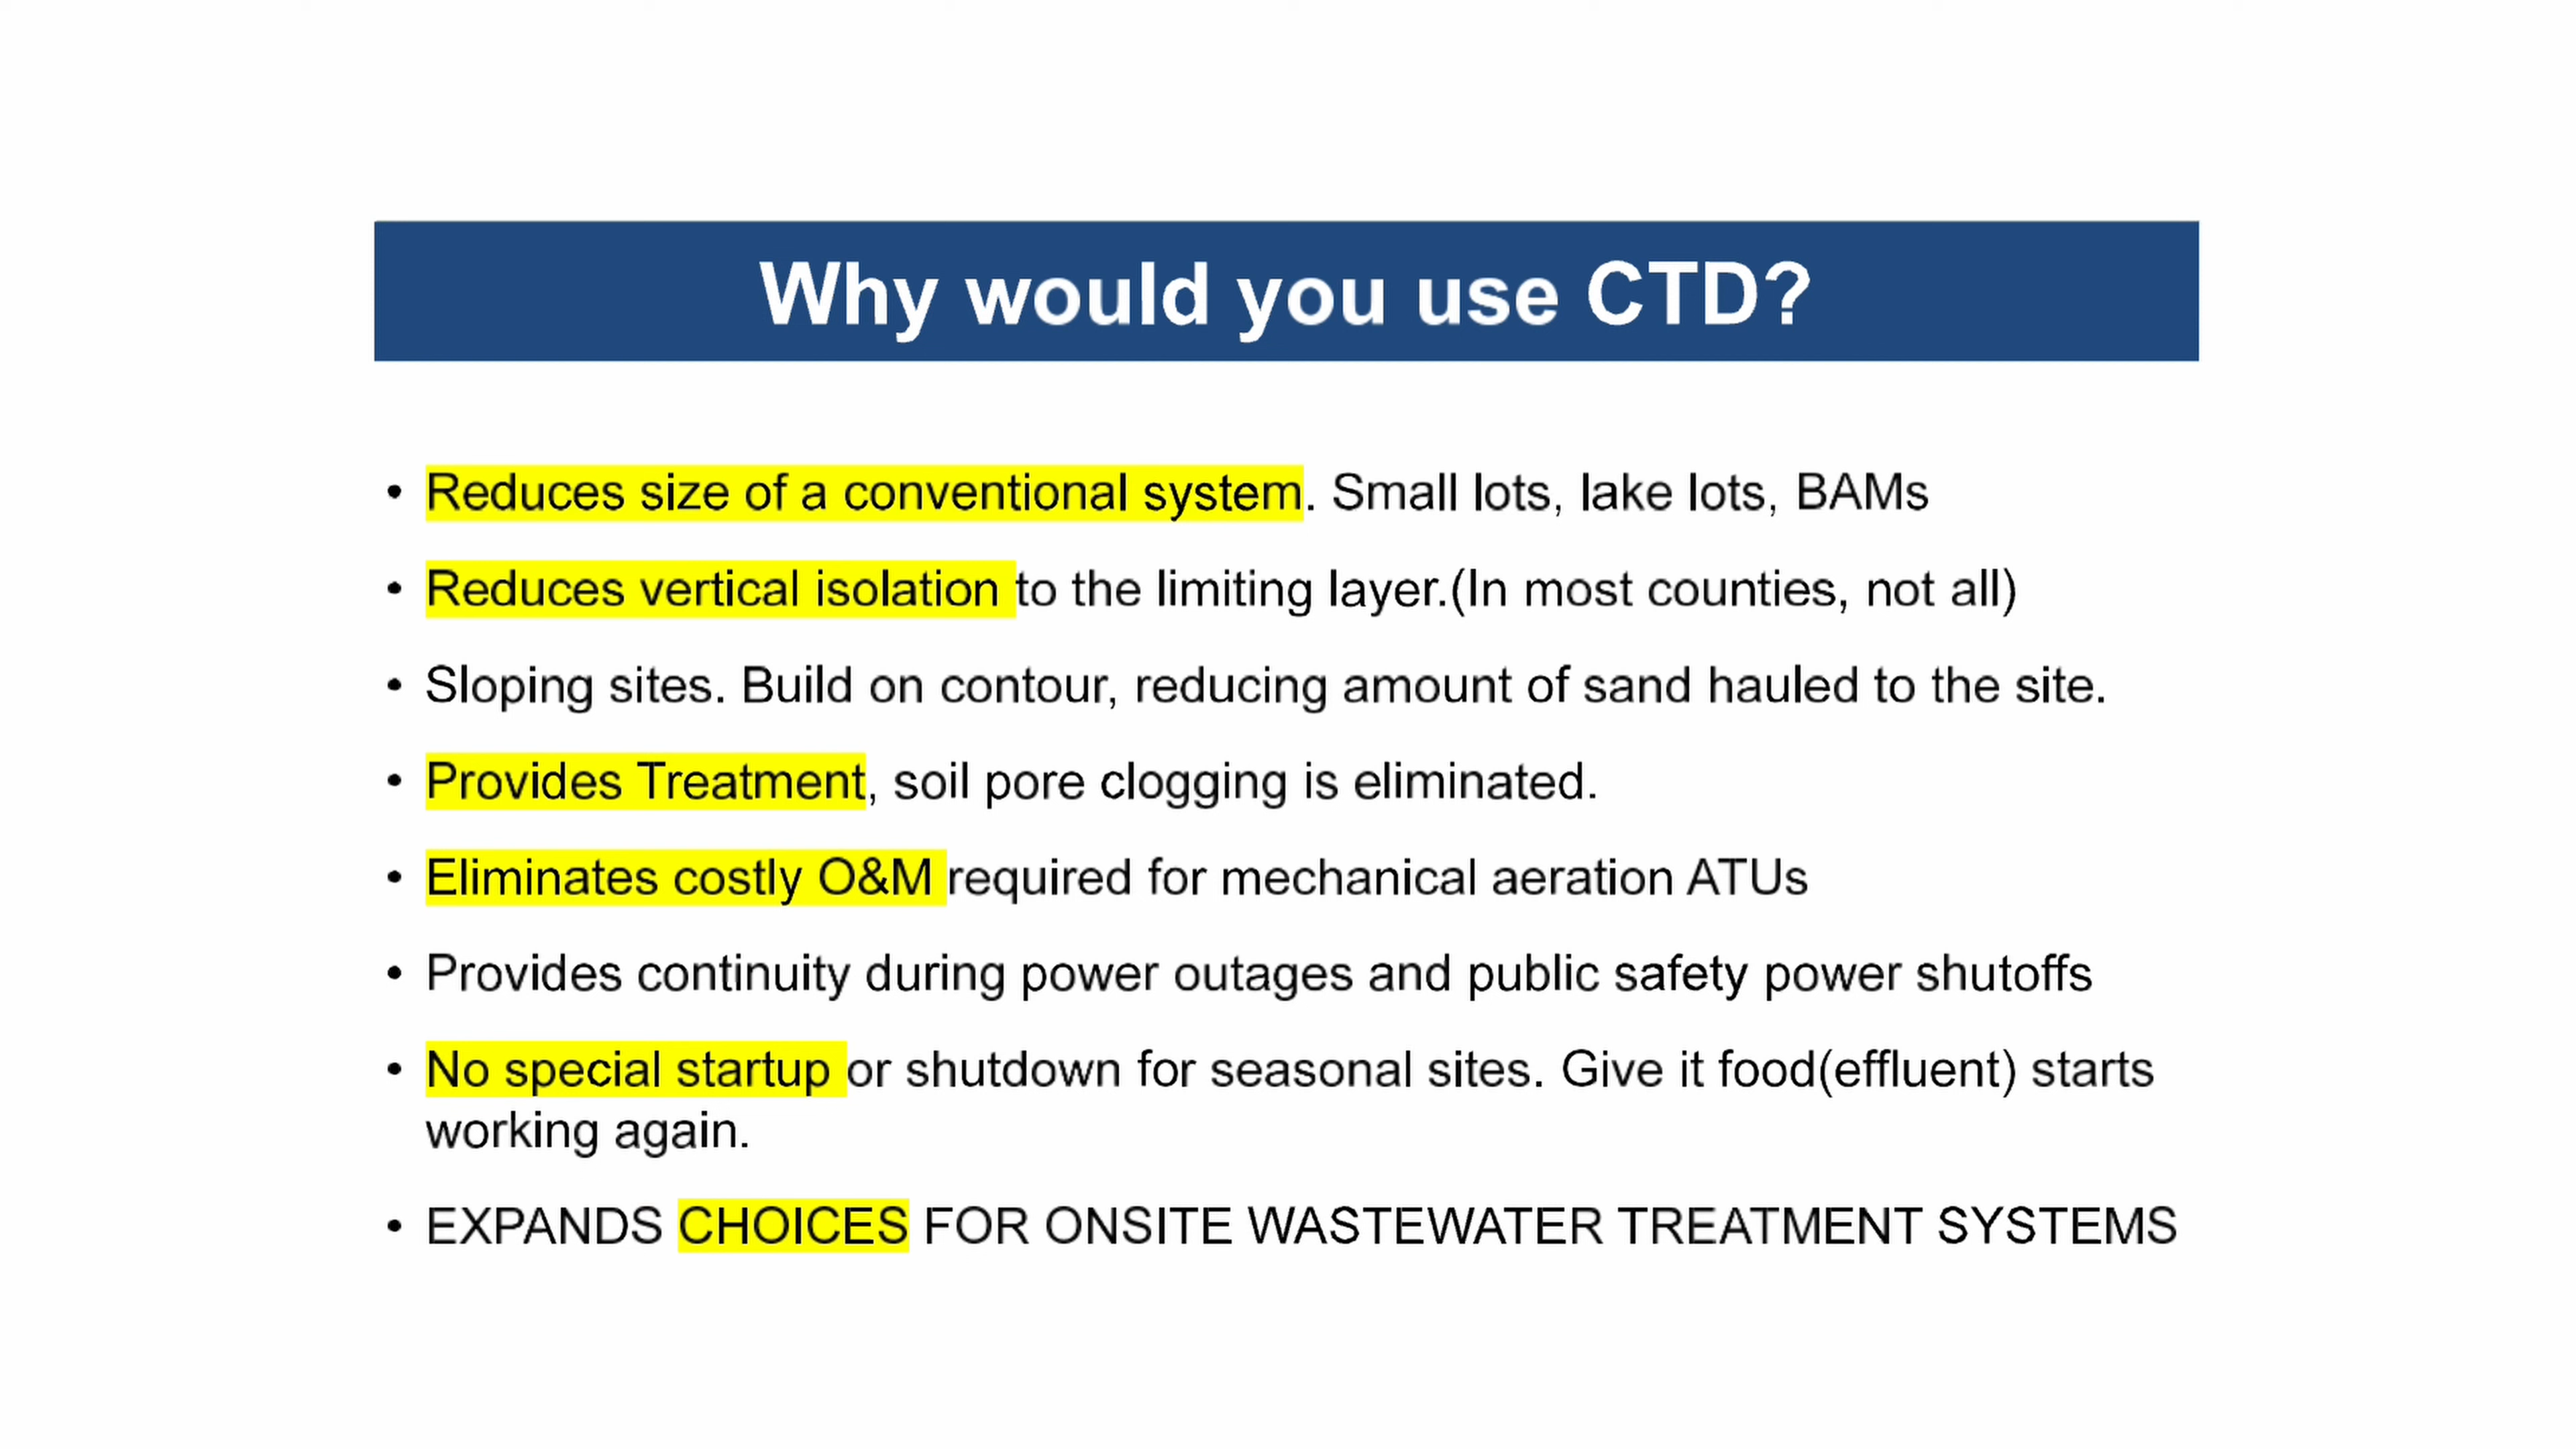 Why would you use CTD?
• Reduces size of a conventional system. Small lots, lake lots, BAMs
• Reduces vertical isolation to the limiting layer.(In most counties, not all)
• Sloping sites. Build on contour, reducing amount of sand hauled to the site.
• Provides Treatment, soil pore clogging is eliminated.
• Eliminates costly O&M required for mechanical aeration ATUs
• Provides continuity during power outages and public safety power shutoffs
• No special startup or shutdown for seasonal sites. Give it food(effluent) starts
working again.
• EXPANDS CHOICES FOR ONSITE WASTEWATER TREATMENT SYSTEMS